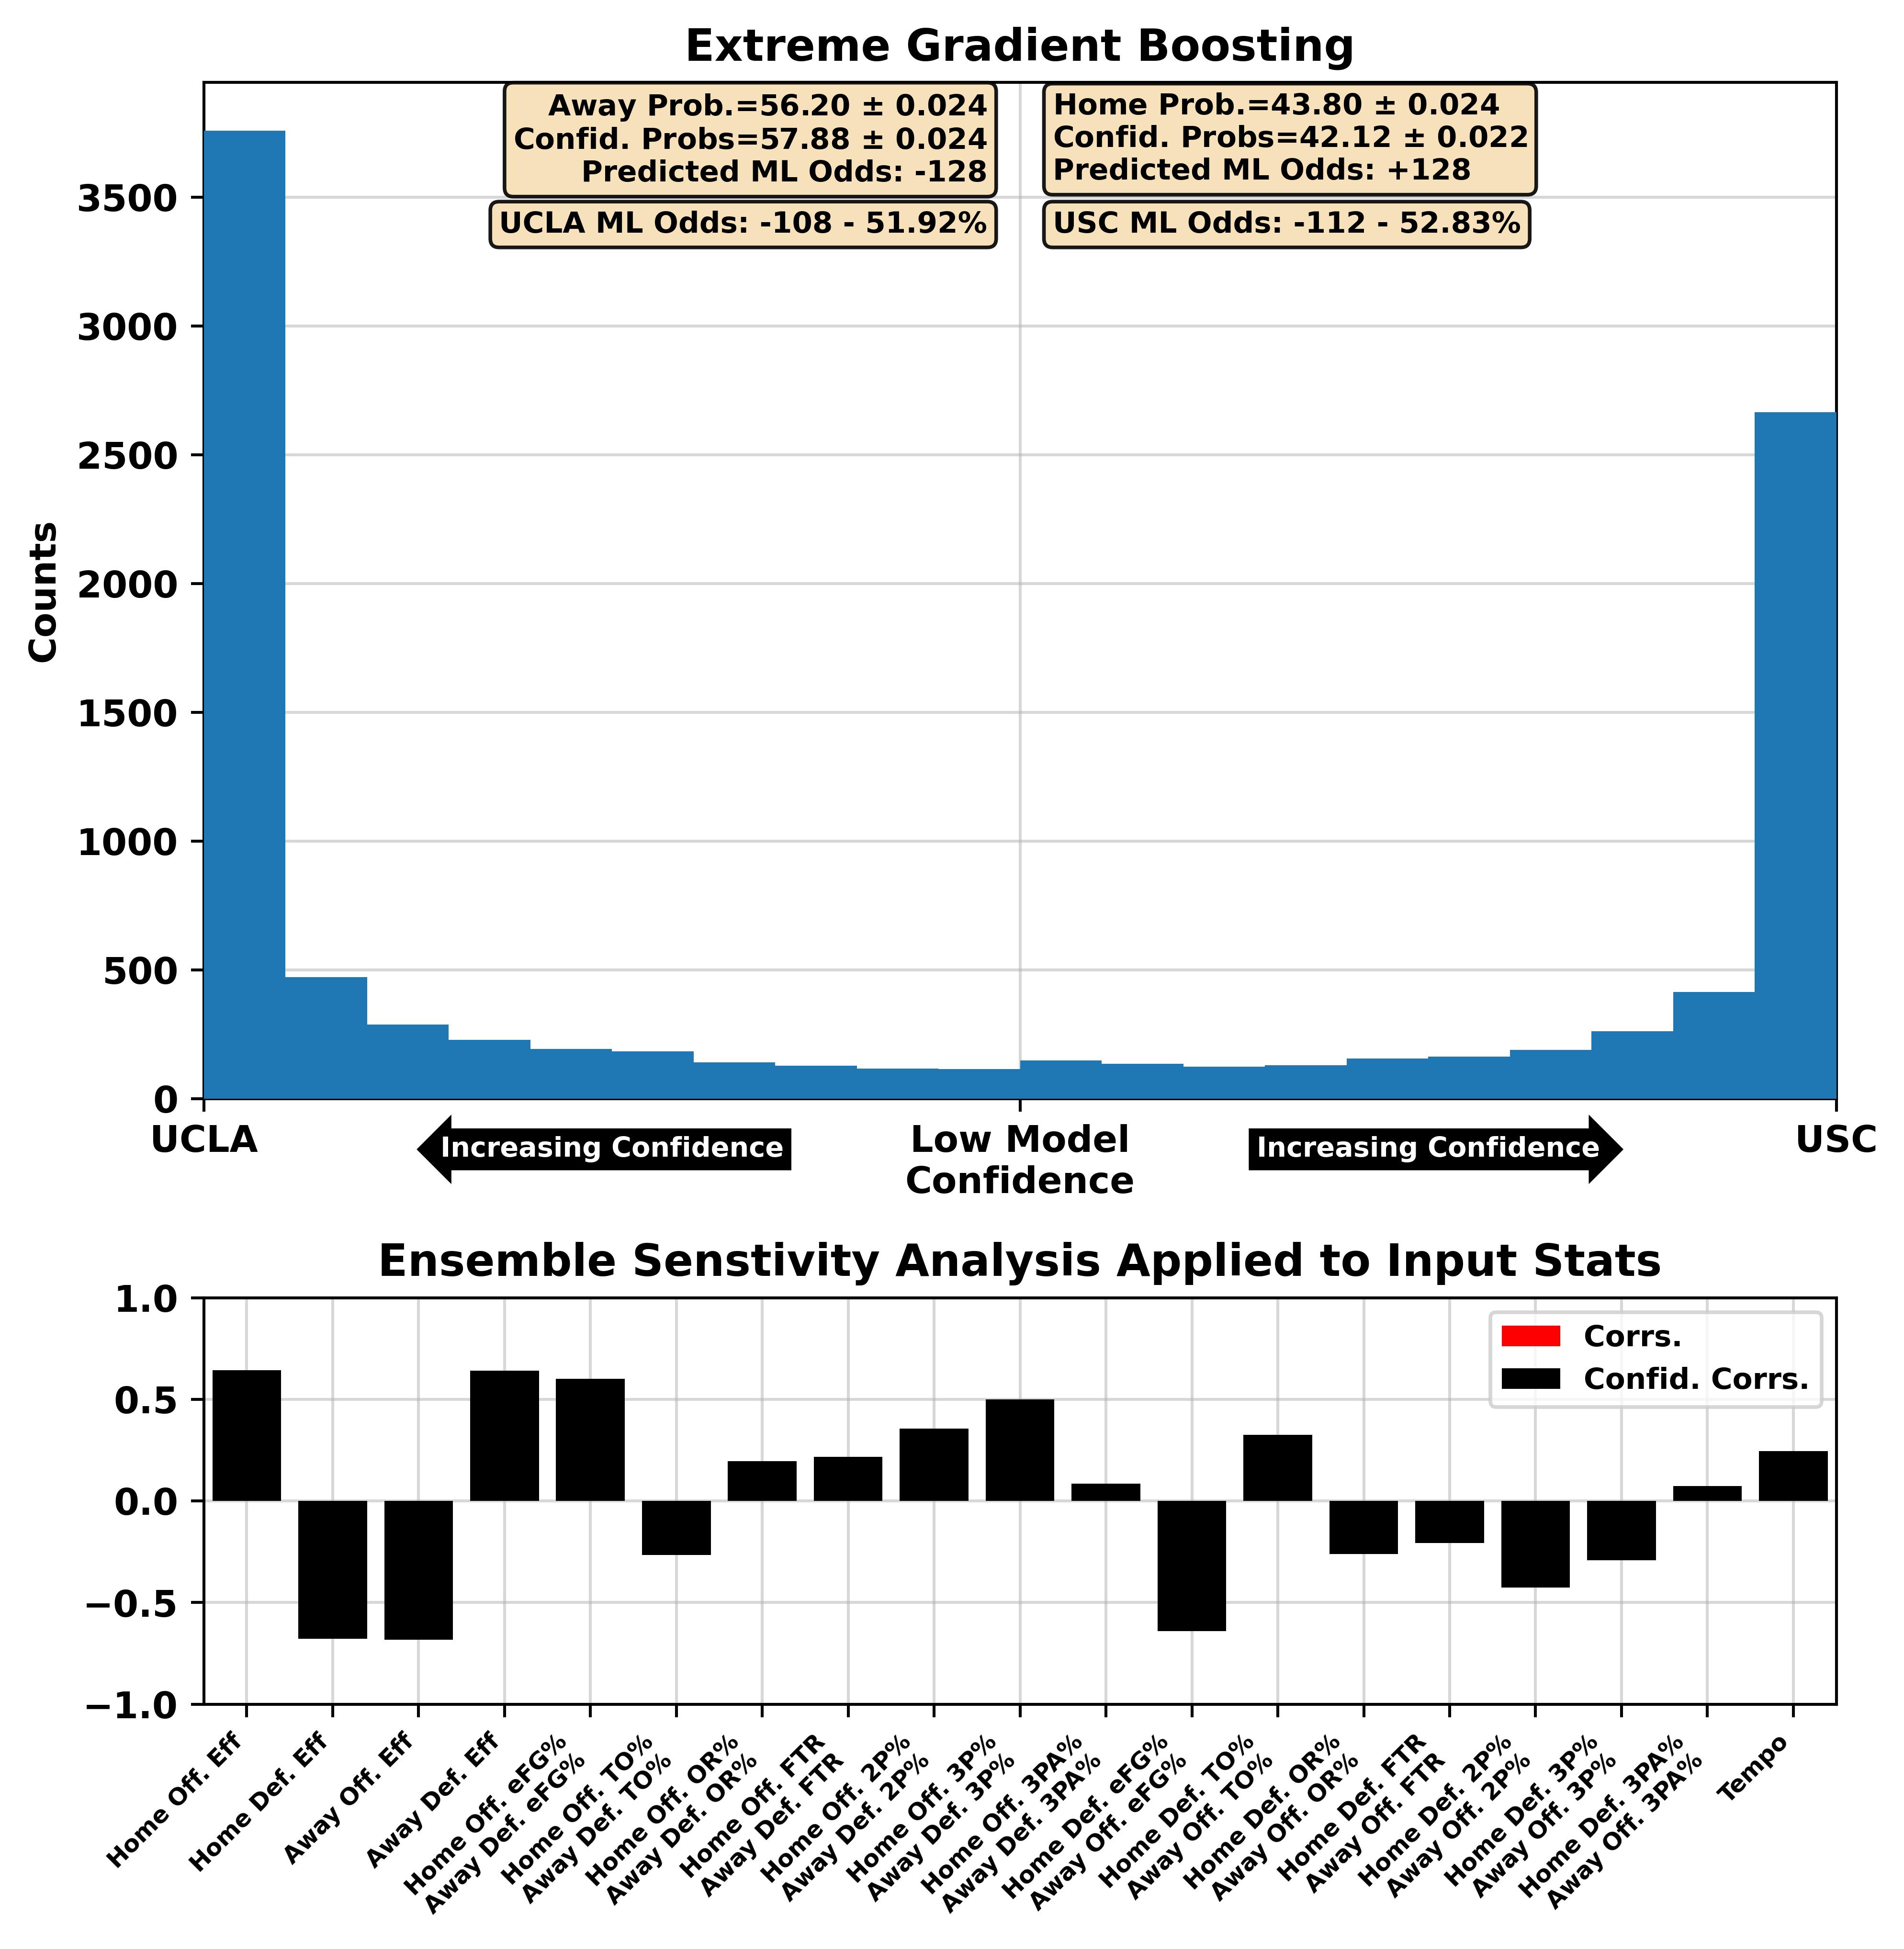 Extreme Gradient Boosting
Away Prob.=56.20 ± 0.024
Confid. Probs=57.88 ± 0.024
Predicted ML Odds: -128
UCLA ML Odds: -108 - 51.92%
Home Prob.=43.80 ± 0.024
Confid. Probs=42.12 ± 0.022
Predicted ML Odds: +128
USC ML Odds: -112 - 52.83%
Counts
3500
3000
2500
2000
1500
1000
500
0
UCLA
Increasing Confidence
Low Model
Confidence
Increasing Confidence
USC
Ensemble Senstivity Analysis Applied to Input Stats
1.0
0.5
0.0
−0.5
−1.0
Corrs.
Confid. Corrs.
Home Off. Eff
Home Def. Eff
Away Off. Eff
Away Def. Eff
Home Off. eFG%
Away Def. eFG%
Home Off. TO%
Away Def. TO%
Home Off. OR%
Away Def. OR%
Home Off. FTR
Away Def. FTR
Home Off. 2P%
Away Def. 2P%
Home Off. 3P%
Away Def. 3P%
Home Off. 3PA%
Away Def. 3PA%
Home Def. eFG%
Away Off. eFG%
Home Def. TO%
Away Off. TO%
Home Def. OR%
Away Off. OR%
Home Def. FTR
Away Off. FTR
Home Def. 2P%
Away Off. 2P%
Home Def. 3P%
Away Off. 3P%
Home Def. 3PA%
Away Off. 3PA%
Tempo